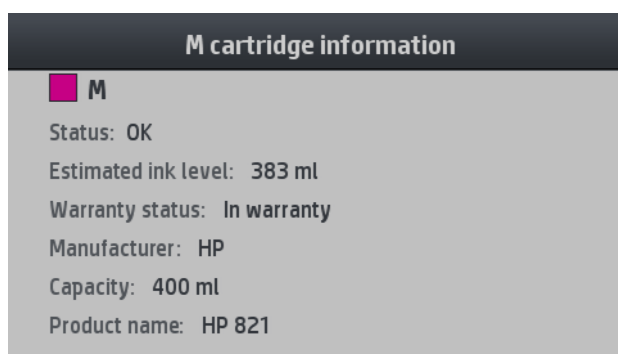 M cartridge information
M
Status: OK
Estimated ink level: 383 ml
Warranty status: In warranty
Manufacturer: HP
Capacity: 400 ml
Product name: HP 821